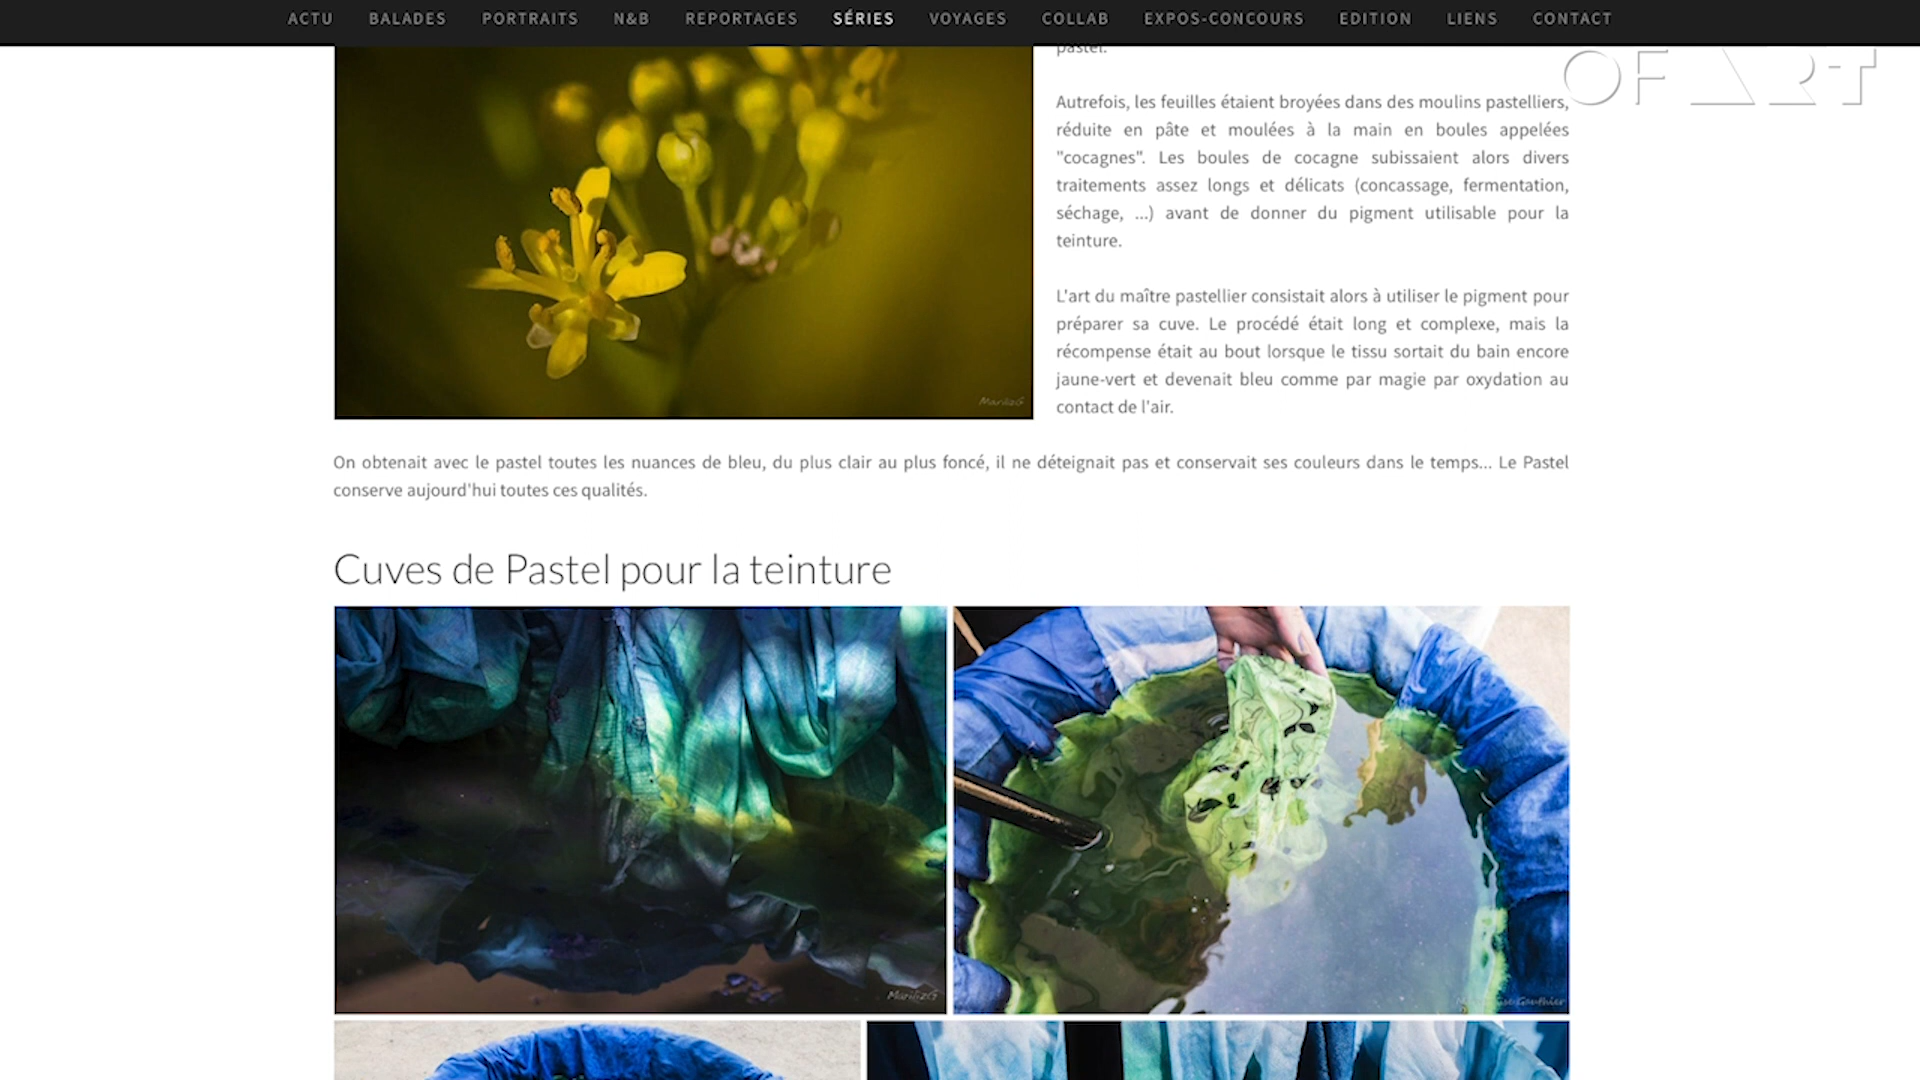 ACTU BALADES PORTRAITS N&B REPORTAGES SÉRIES VOYAGES COLLAB EXPOS-CONCOURS EDITION LIENS CONTACT
pastel.
OF ART
Autrefois, les feuilles étaient broyées dans des moulins pastelliers,
réduite en pâte et moulées à la main en boules appelées
"cocagnes". Les boules de cocagne subissaient alors divers
traitements assez longs et délicats (concassage, fermentation,
séchage, ...) avant de donner du pigment utilisable pour la
teinture.
L'art du maître pastellier consistait alors à utiliser le pigment pour
préparer sa cuve. Le procédé était long et complexe, mais la
récompense était au bout lorsque le tissu sortait du bain encore
jaune-vert et devenait bleu comme par magie par oxydation au
contact de l'air.
MarilizG
On obtenait avec le pastel toutes les nuances de bleu, du plus clair au plus foncé, il ne déteignait pas et conservait ses couleurs dans le temps... Le Pastel
conserve aujourd'hui toutes ces qualités.
Cuves de Pastel pour la teinture
MarilizG
Gauthier